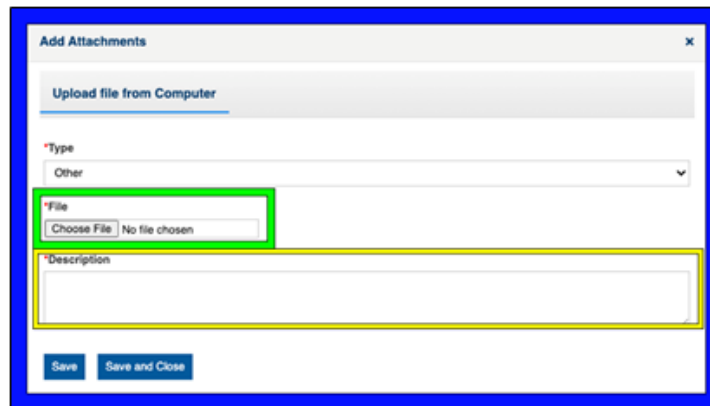 Add Attachments ×
Upload file from Computer
*Type
Other
*File
Choose File No file chosen
*Description
Save Save and Close